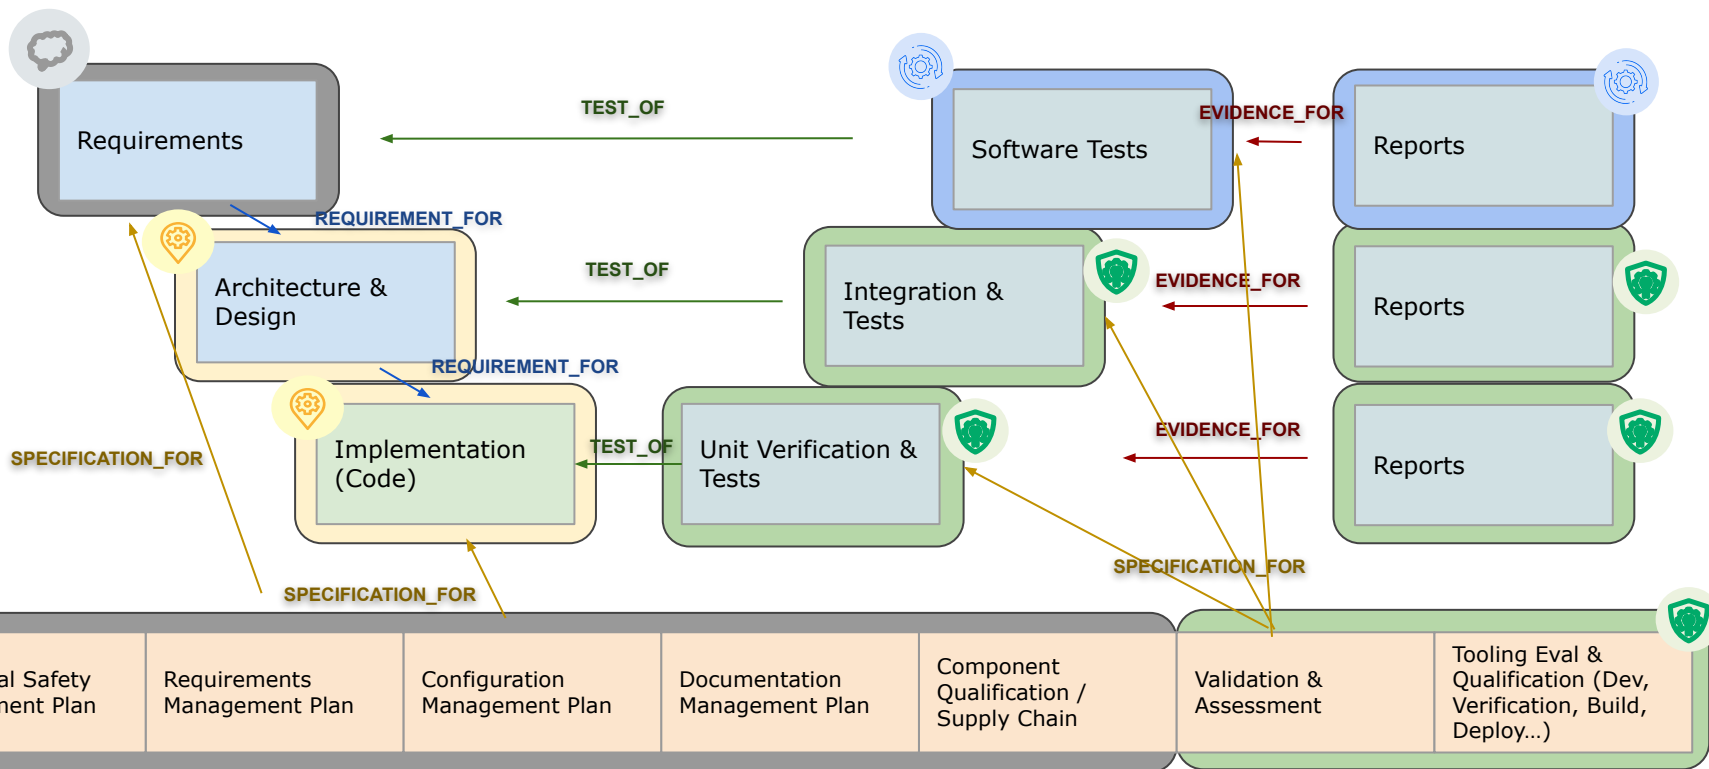 TEST_OF
EVIDENCE_FOR
Requirements
Software Tests
Reports
REQUIREMENT_FOR
TEST_OF
EVIDENCE_FOR
Architecture &
Design
Integration &
Tests
Reports
REQUIREMENT_FOR
TEST_OF
EVIDENCE_FOR
Implementation
(Code)
Unit Verification &
Tests
Reports
SPECIFICATION_FOR
SPECIFICATION_FOR
SPECIFICATION_FOR
al Safety
ment Plan
Requirements
Management Plan
Configuration
Management Plan
Documentation
Management Plan
Component
Qualification /
Supply Chain
Validation &
Assessment
Tooling Eval &
Qualification (Dev,
Verification, Build,
Deploy...)